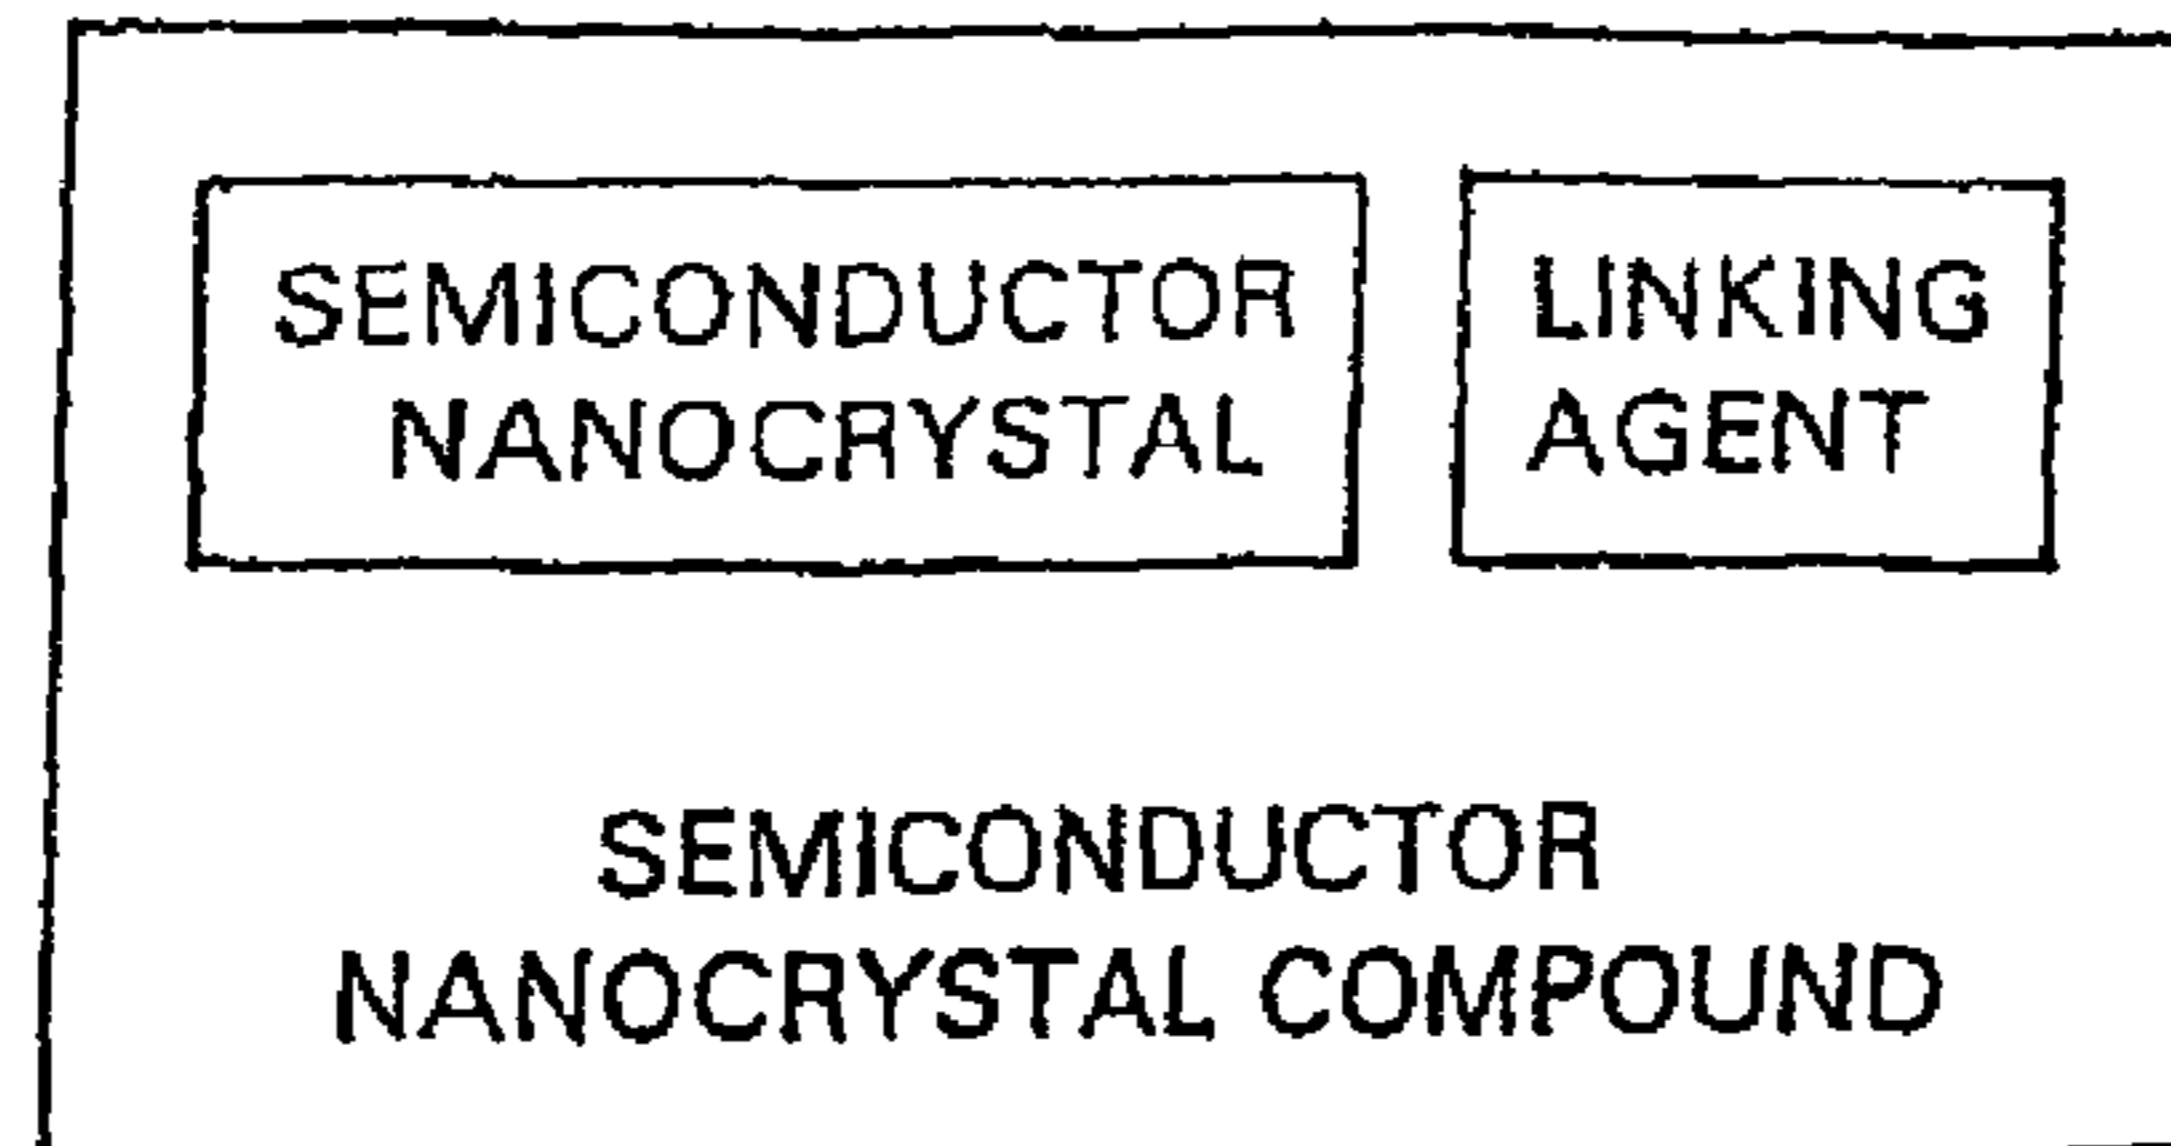 SEMICONDUCTOR
NANOCRYSTAL
LINKING
AGENT
SEMICONDUCTOR
NANOCRYSTAL COMPOUND